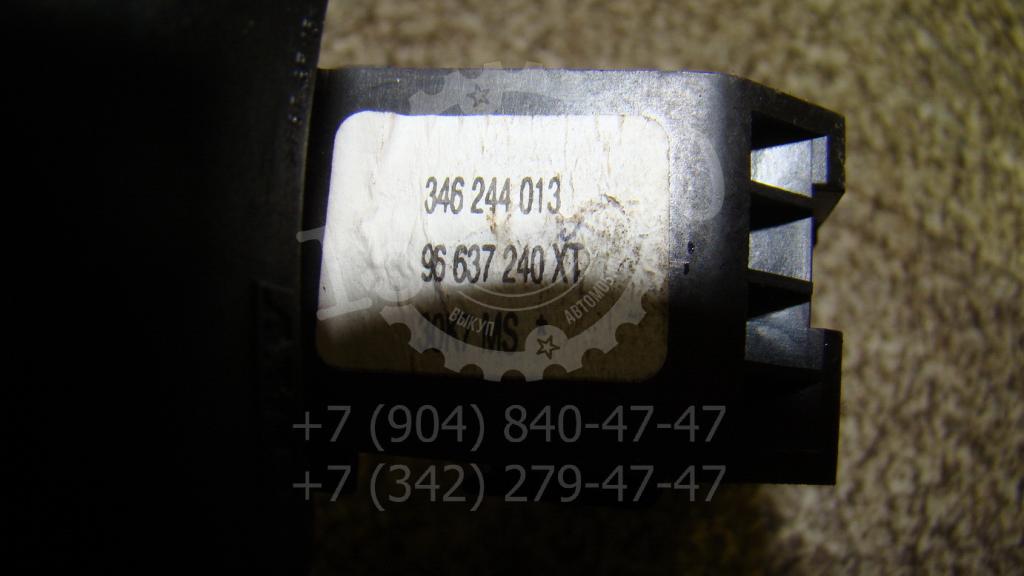 346 244 013
96 637 240 XT
MS +
ВЫКУП
АВТОМОБ
+7 (904) 840-47-47
+7 (342) 279-47-47